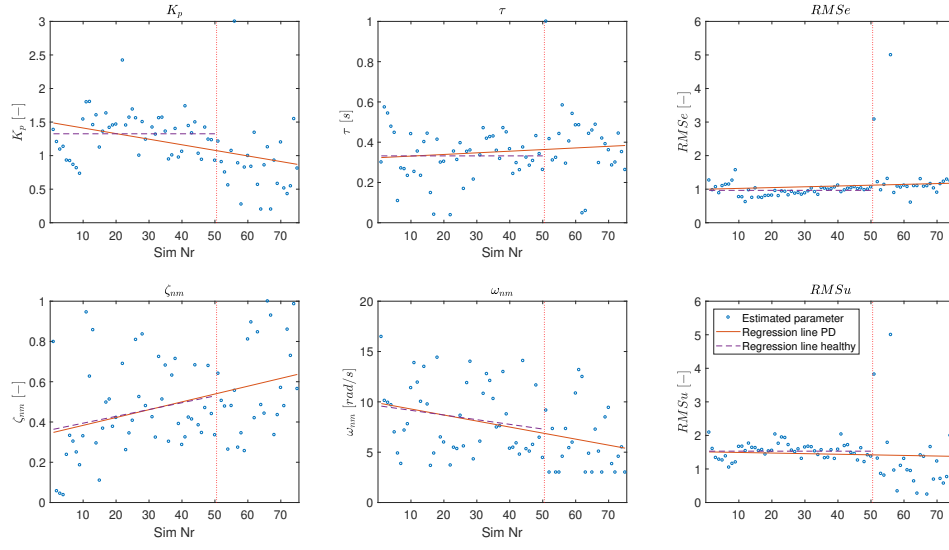 K_p
τ
RMSe
3
2.5
2
1.5
1
0.5
0
K_p [−]
10 20 30 40 50 60 70
Sim Nr
1
0.8
0.6
0.4
0.2
0
τ [s]
10 20 30 40 50 60 70
Sim Nr
6
5
4
3
2
1
0
RMSe [−]
10 20 30 40 50 60 70
ζ_nm
ω_nm
RMSu
1
0.8
0.6
0.4
0.2
0
ζ_nm [−]
10 20 30 40 50 60 70
Sim Nr
20
15
10
5
0
ω_nm [rad/s]
10 20 30 40 50 60 70
Sim Nr
6
5
4
3
2
1
0
RMSu [−]
Estimated parameter
Regression line PD
Regression line healthy
10 20 30 40 50 60 70